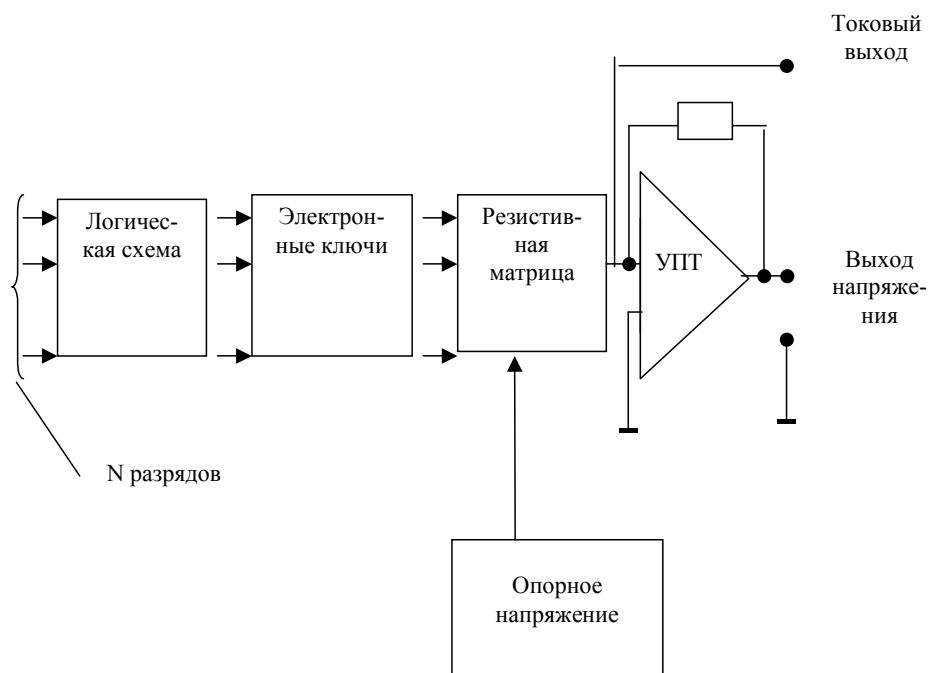 Токовый
выход
Логичес-
кая схема
Электрон-
ные ключи
Резистив-
ная
матрица
УПТ
Выход
напряже-
ния
N разрядов
Опорное
напряжение